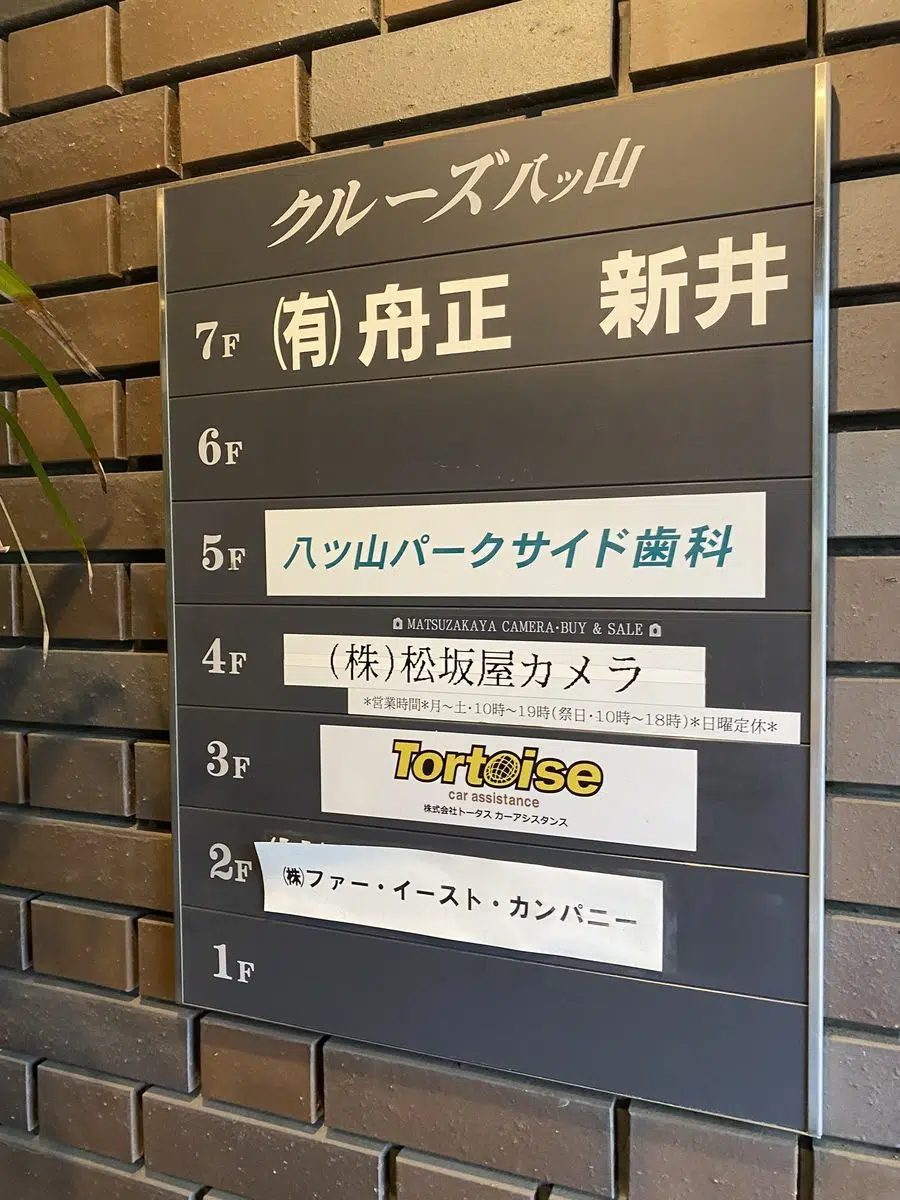 クルーズ八ッ山
7F ㈲舟正 新井
6F
5F 八ッ山パークサイド歯科
MATSUZAKAYA CAMERA・BUY & SALE
4F (株)松坂屋カメラ
*営業時間*月～土・10時～19時(祭日・10時～18時)*日曜定休*
3F Tortoise
car assistance
株式会社トータス カーアシスタンス
2F ㈱ファー・イースト・カンパニー
1F